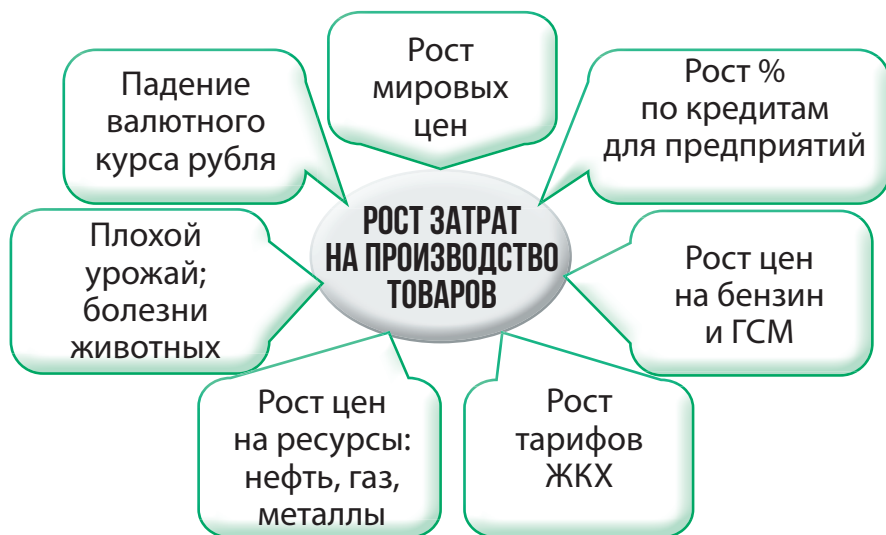 Рост
мировых
цен
Падение
валютного
курса рубля
Рост %
по кредитам
для предприятий
РОСТ ЗАТРАТ
НА ПРОИЗВОДСТВО
ТОВАРОВ
Плохой
урожай;
болезни
животных
Рост цен
на бензин
и ГСМ
Рост цен
на ресурсы:
нефть, газ,
металлы
Рост
тарифов
ЖКХ